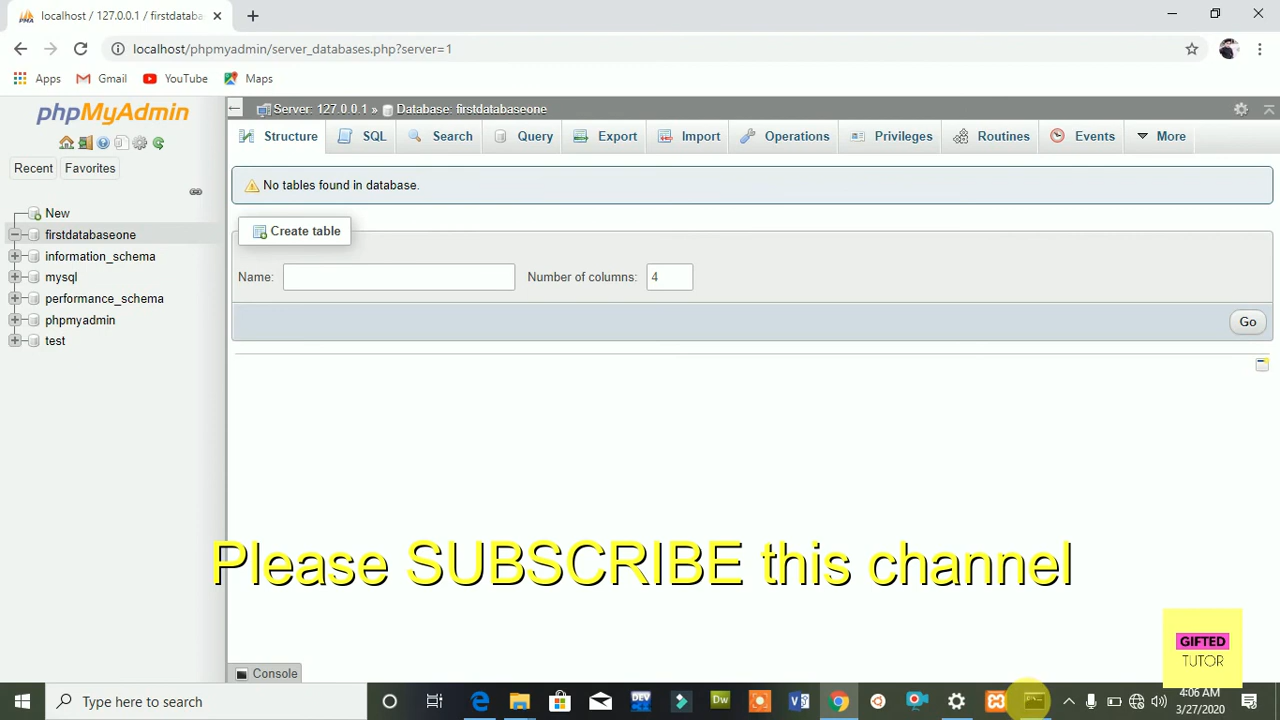 localhost / 127.0.0.1 / firstdataba
localhost/phpmyadmin/server_databases.php?server=1
Apps Gmail YouTube Maps
phpMyAdmin
Recent Favorites
New
firstdatabaseone
information_schema
mysql
performance_schema
phpmyadmin
test
Server: 127.0.0.1 » Database: firstdatabaseone
Structure SQL Search Query Export Import Operations Privileges Routines Events More
No tables found in database.
Create table
Name: Number of columns: 4
Go
Please SUBSCRIBE this channel
GIFTED
TUTOR
Console
Type here to search
DEV
Dw
4:06 AM
3/27/2020